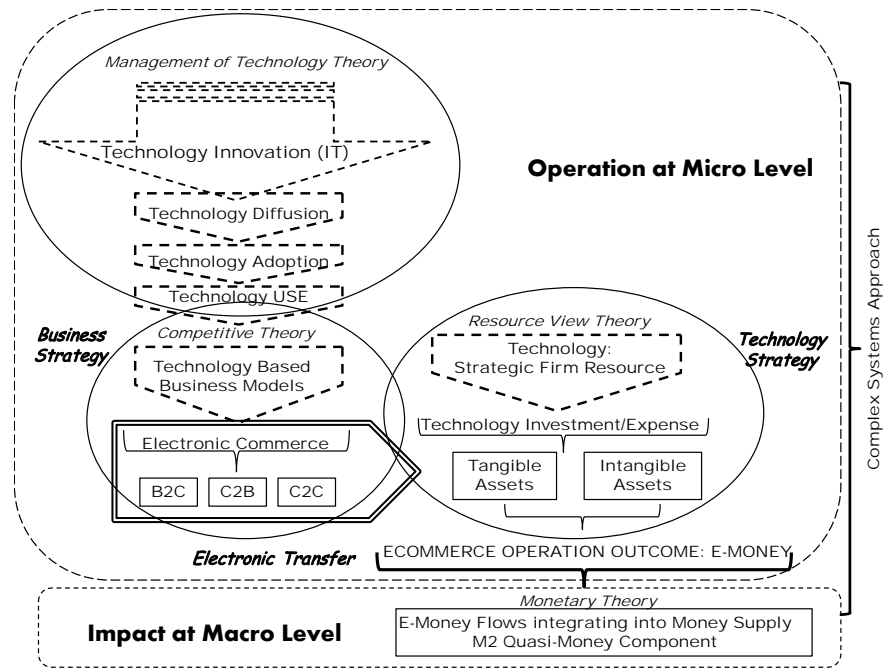 Management of Technology Theory
Technology Innovation (IT)
Operation at Micro Level
Technology Diffusion
Technology Adoption
Technology USE
Business
Strategy
Competitive Theory
Technology Based
Business Models
Electronic Commerce
B2C
C2B
C2C
Resource View Theory
Technology:
Strategic Firm Resource
Technology
Strategy
Technology Investment/Expense
Tangible
Assets
Intangible
Assets
Electronic Transfer
ECOMMERCE OPERATION OUTCOME: E-MONEY
Complex Systems Approach
Monetary Theory
Impact at Macro Level
E-Money Flows integrating into Money Supply
M2 Quasi-Money Component